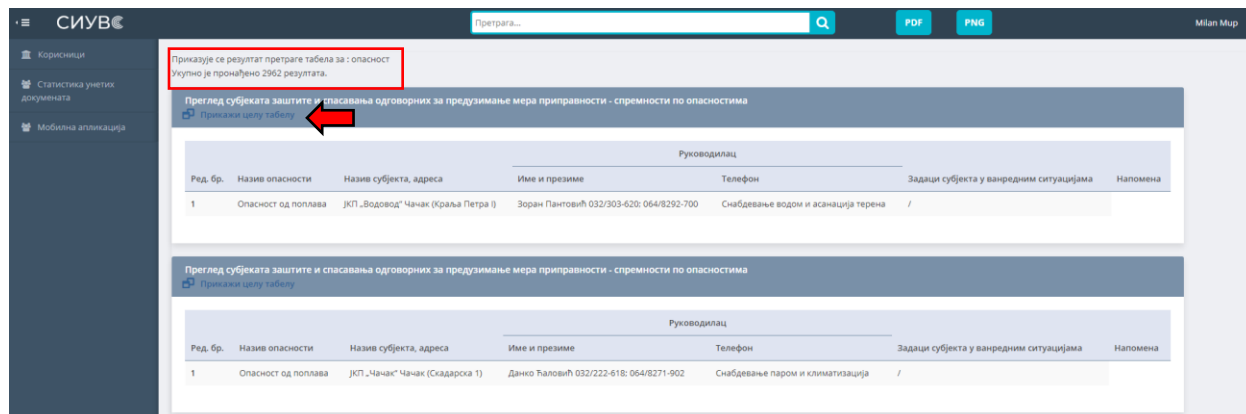 СИУВС
Претрага...
PDF
PNG
Milan Mup
Корисници
Статистика унетих
докумената
Мобилна апликација
Приказује се резултат претраге табела за : опасност
Укупно је пронађено 2962 резултата.
Преглед субјеката заштите и спасавања одговорних за предузимање мера приправности - спремности по опасностима
Прикажи целу табелу
Руководилац
Ред. бр. Назив опасности Назив субјекта, адреса Име и презиме Телефон Задаци субјекта у ванредним ситуацијама Напомена
1 Опасност од поплава ЈКП „Водовод“ Чачак (Краља Петра I) Зоран Пантовић 032/303-620; 064/8292-700 Снабдевање водом и асанација терена /
Преглед субјеката заштите и спасавања одговорних за предузимање мера приправности - спремности по опасностима
Прикажи целу табелу
Руководилац
Ред. бр. Назив опасности Назив субјекта, адреса Име и презиме Телефон Задаци субјекта у ванредним ситуацијама Напомена
1 Опасност од поплава ЈКП „Чачак“ Чачак (Скадарска 1) Данко Ћаловић 032/222-618; 064/8271-902 Снабдевање паром и климатизација /